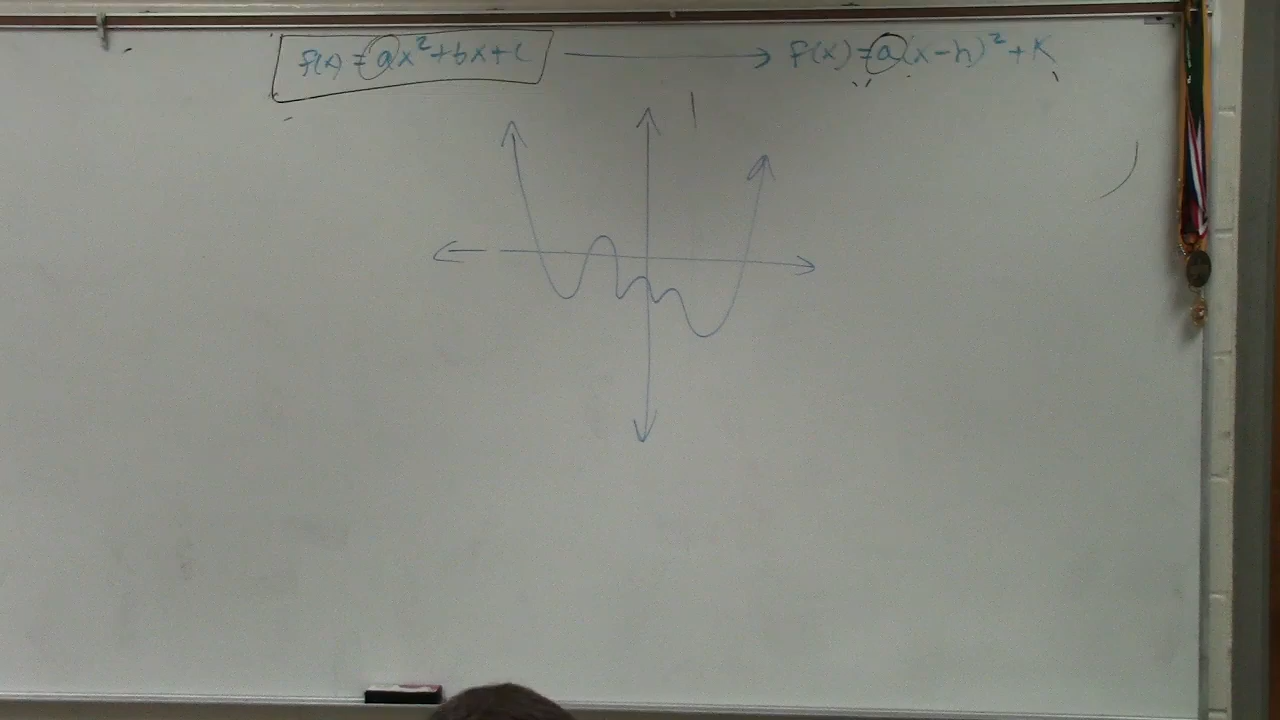 f(x) = ax²+bx+c → f(x) = a(x-h)²+K